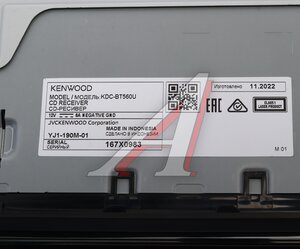 KENWOOD
MODEL / МОДЕЛЬ: KDC-BT560U
CD RECEIVER
CD-РЕСИВЕР
12V ⎓ 6A NEGATIVE GND
JVCKENWOOD Corporation
YJ1-190M-01
MADE IN INDONESIA
СДЕЛАНО В ИНДОНЕЗИИ
SERIAL
СЕРИЙНЫЙ
167X0983
Изготовлено 11.2022
EAC
CLASS 1
LASER PRODUCT
M 01